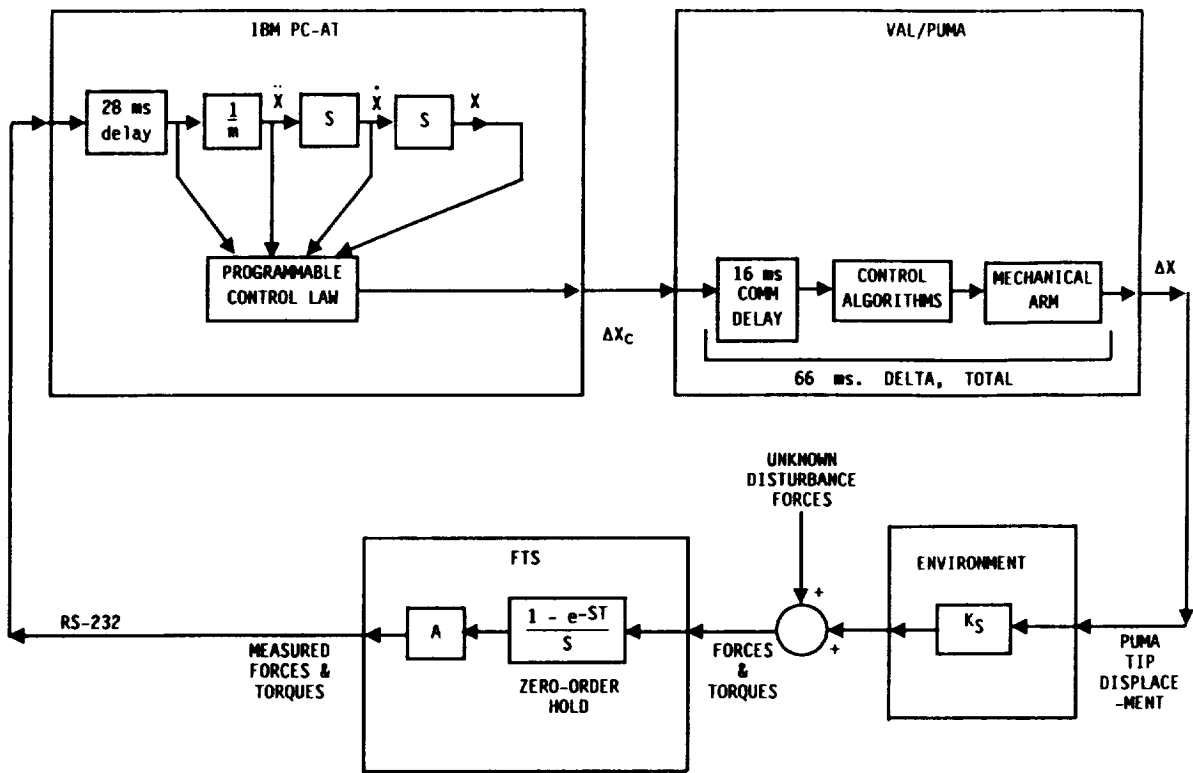 IBM PC-AT
28 ms
delay
1
m
Ẍ
S
Ẋ
S
X
PROGRAMMABLE
CONTROL LAW
ΔXC
VAL/PUMA
16 ms
COMM
DELAY
CONTROL
ALGORITHMS
MECHANICAL
ARM
66 ms. DELTA, TOTAL
ΔX
UNKNOWN
DISTURBANCE
FORCES
FTS
ENVIRONMENT
RS-232
A
1 - e-ST
S
ZERO-ORDER
HOLD
MEASURED
FORCES &
TORQUES
FORCES
&
TORQUES
+
+
KS
PUMA
TIP
DISPLACE
-MENT